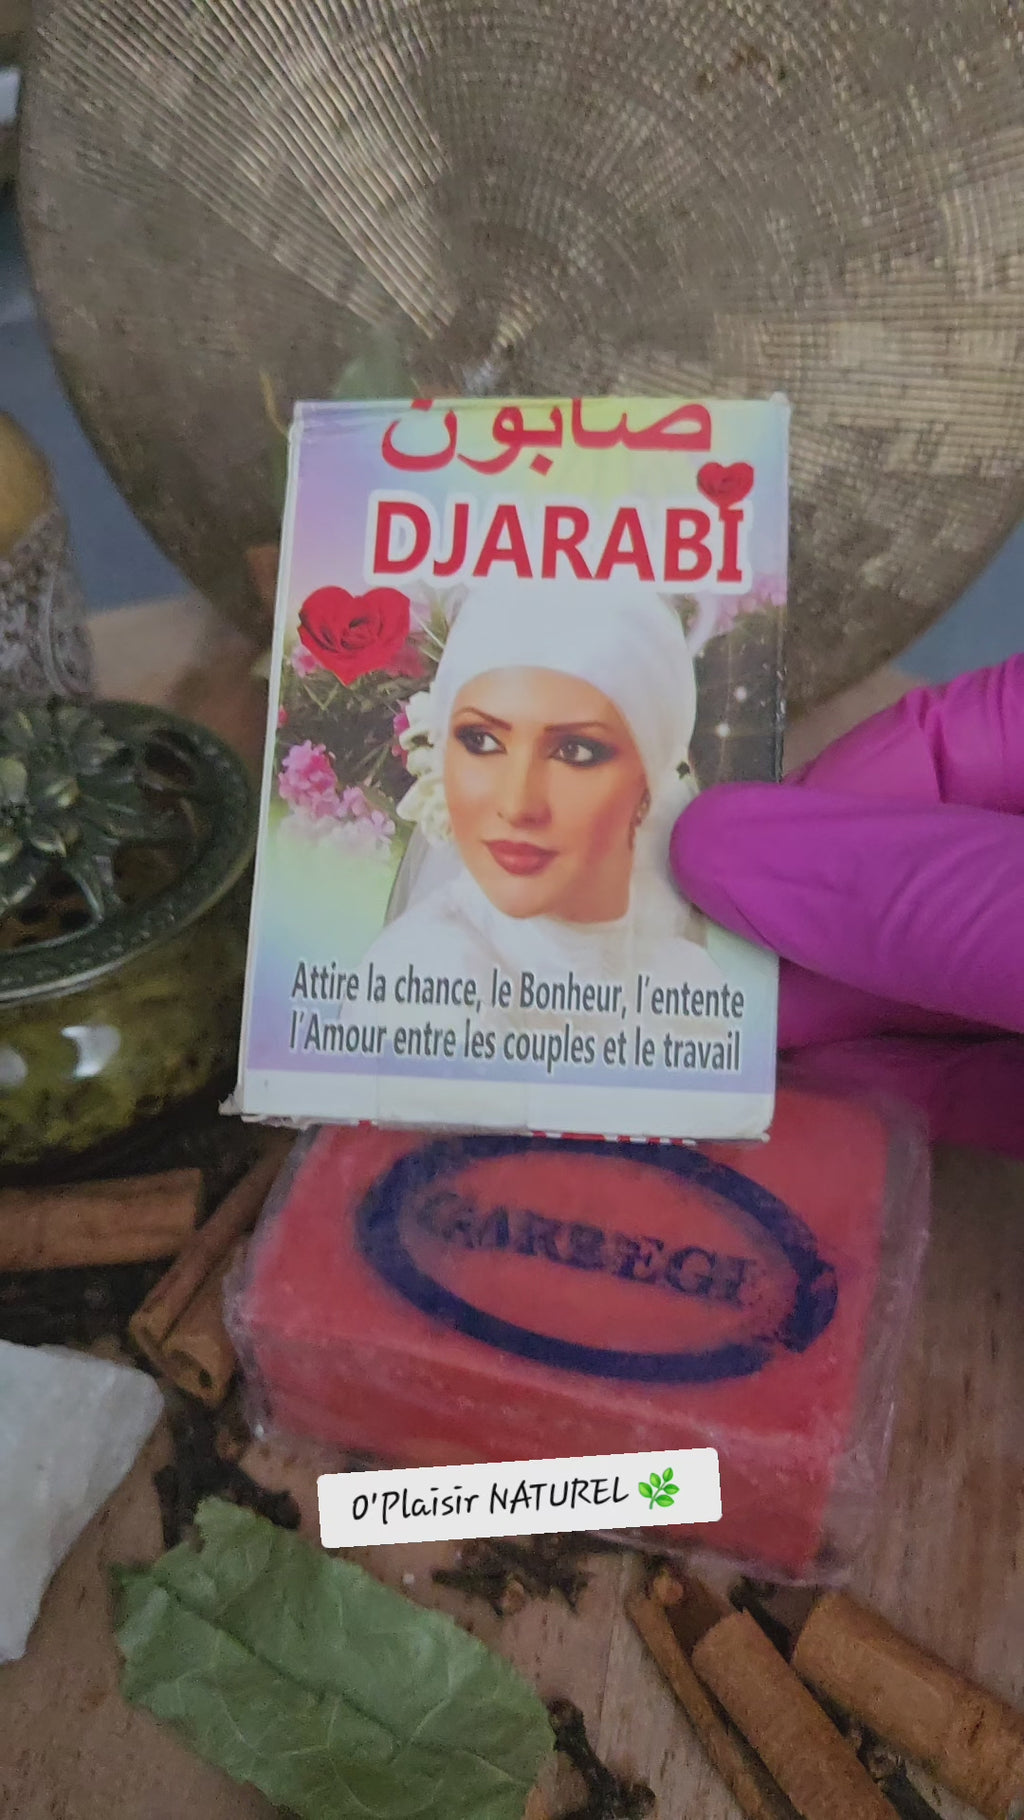 صابون
DJARABI
Attire la chance, le Bonheur, l'entente
l'Amour entre les couples et le travail
O'Plaisir NATUREL 🌿